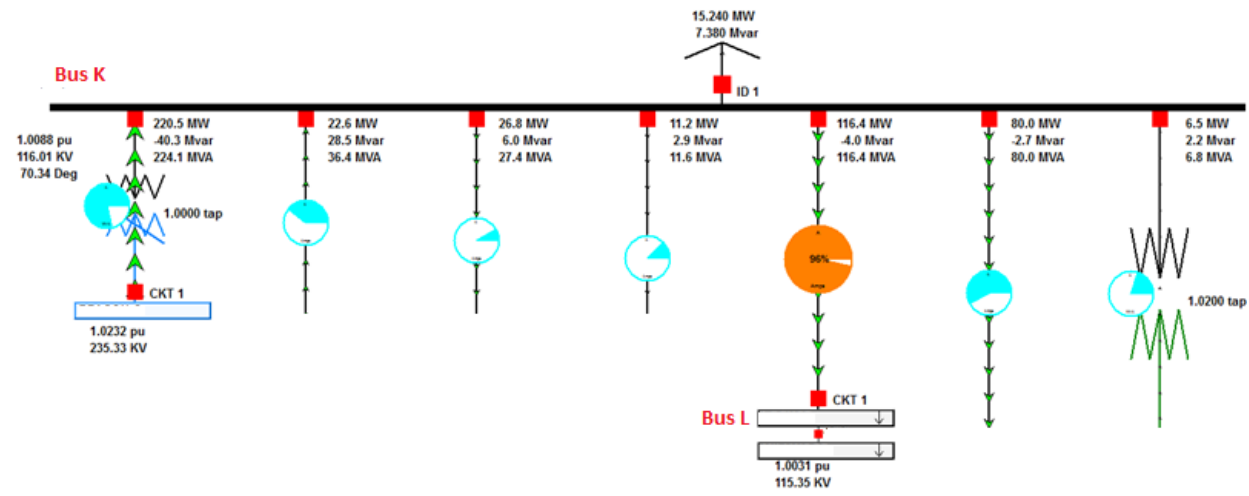 15.240 MW
7.380 Mvar
Bus K
ID 1
1.0088 pu
116.01 KV
70.34 Deg
220.5 MW
-40.3 Mvar
224.1 MVA
22.6 MW
28.5 Mvar
36.4 MVA
26.8 MW
6.0 Mvar
27.4 MVA
11.2 MW
2.9 Mvar
11.6 MVA
116.4 MW
-4.0 Mvar
116.4 MVA
80.0 MW
-2.7 Mvar
80.0 MVA
6.5 MW
2.2 Mvar
6.8 MVA
1.0000 tap
96%
Amps
1.0200 tap
CKT 1
1.0232 pu
235.33 KV
CKT 1
Bus L
1.0031 pu
115.35 KV